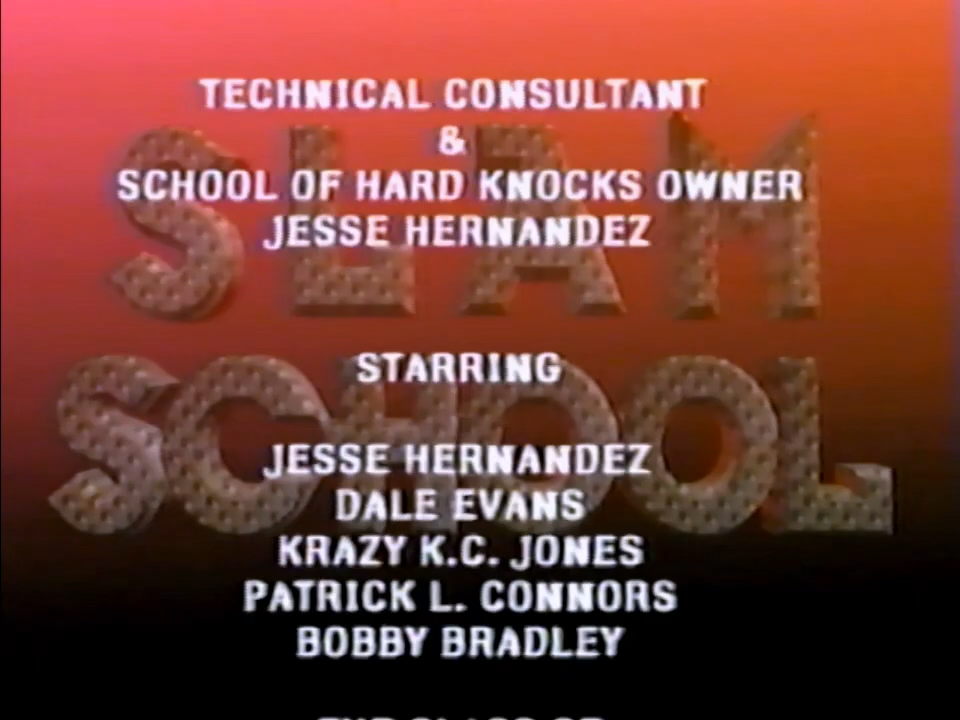 TECHNICAL CONSULTANT
&
SCHOOL OF HARD KNOCKS OWNER
JESSE HERNANDEZ
SLAM
STARRING
SCHOOL
JESSE HERNANDEZ
DALE EVANS
KRAZY K.C. JONES
PATRICK L. CONNORS
BOBBY BRADLEY